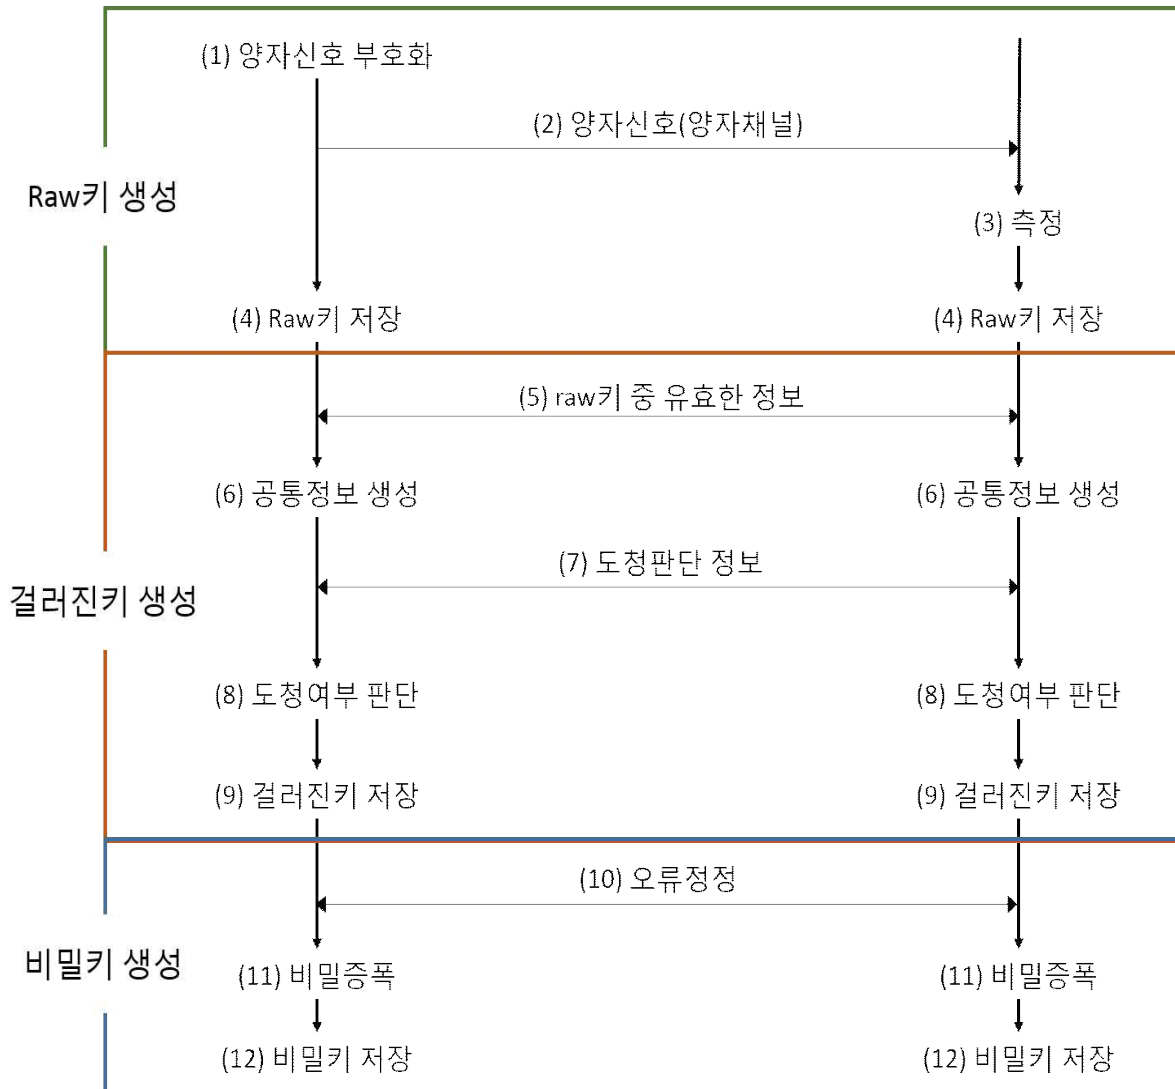 (1) 양자신호 부호화
(2) 양자신호(양자채널)
Raw키 생성
(3) 측정
(4) Raw키 저장
(4) Raw키 저장
(5) raw키 중 유효한 정보
(6) 공통정보 생성
(6) 공통정보 생성
(7) 도청판단 정보
걸러진키 생성
(8) 도청여부 판단
(8) 도청여부 판단
(9) 걸러진키 저장
(9) 걸러진키 저장
(10) 오류정정
비밀키 생성
(11) 비밀증폭
(11) 비밀증폭
(12) 비밀키 저장
(12) 비밀키 저장